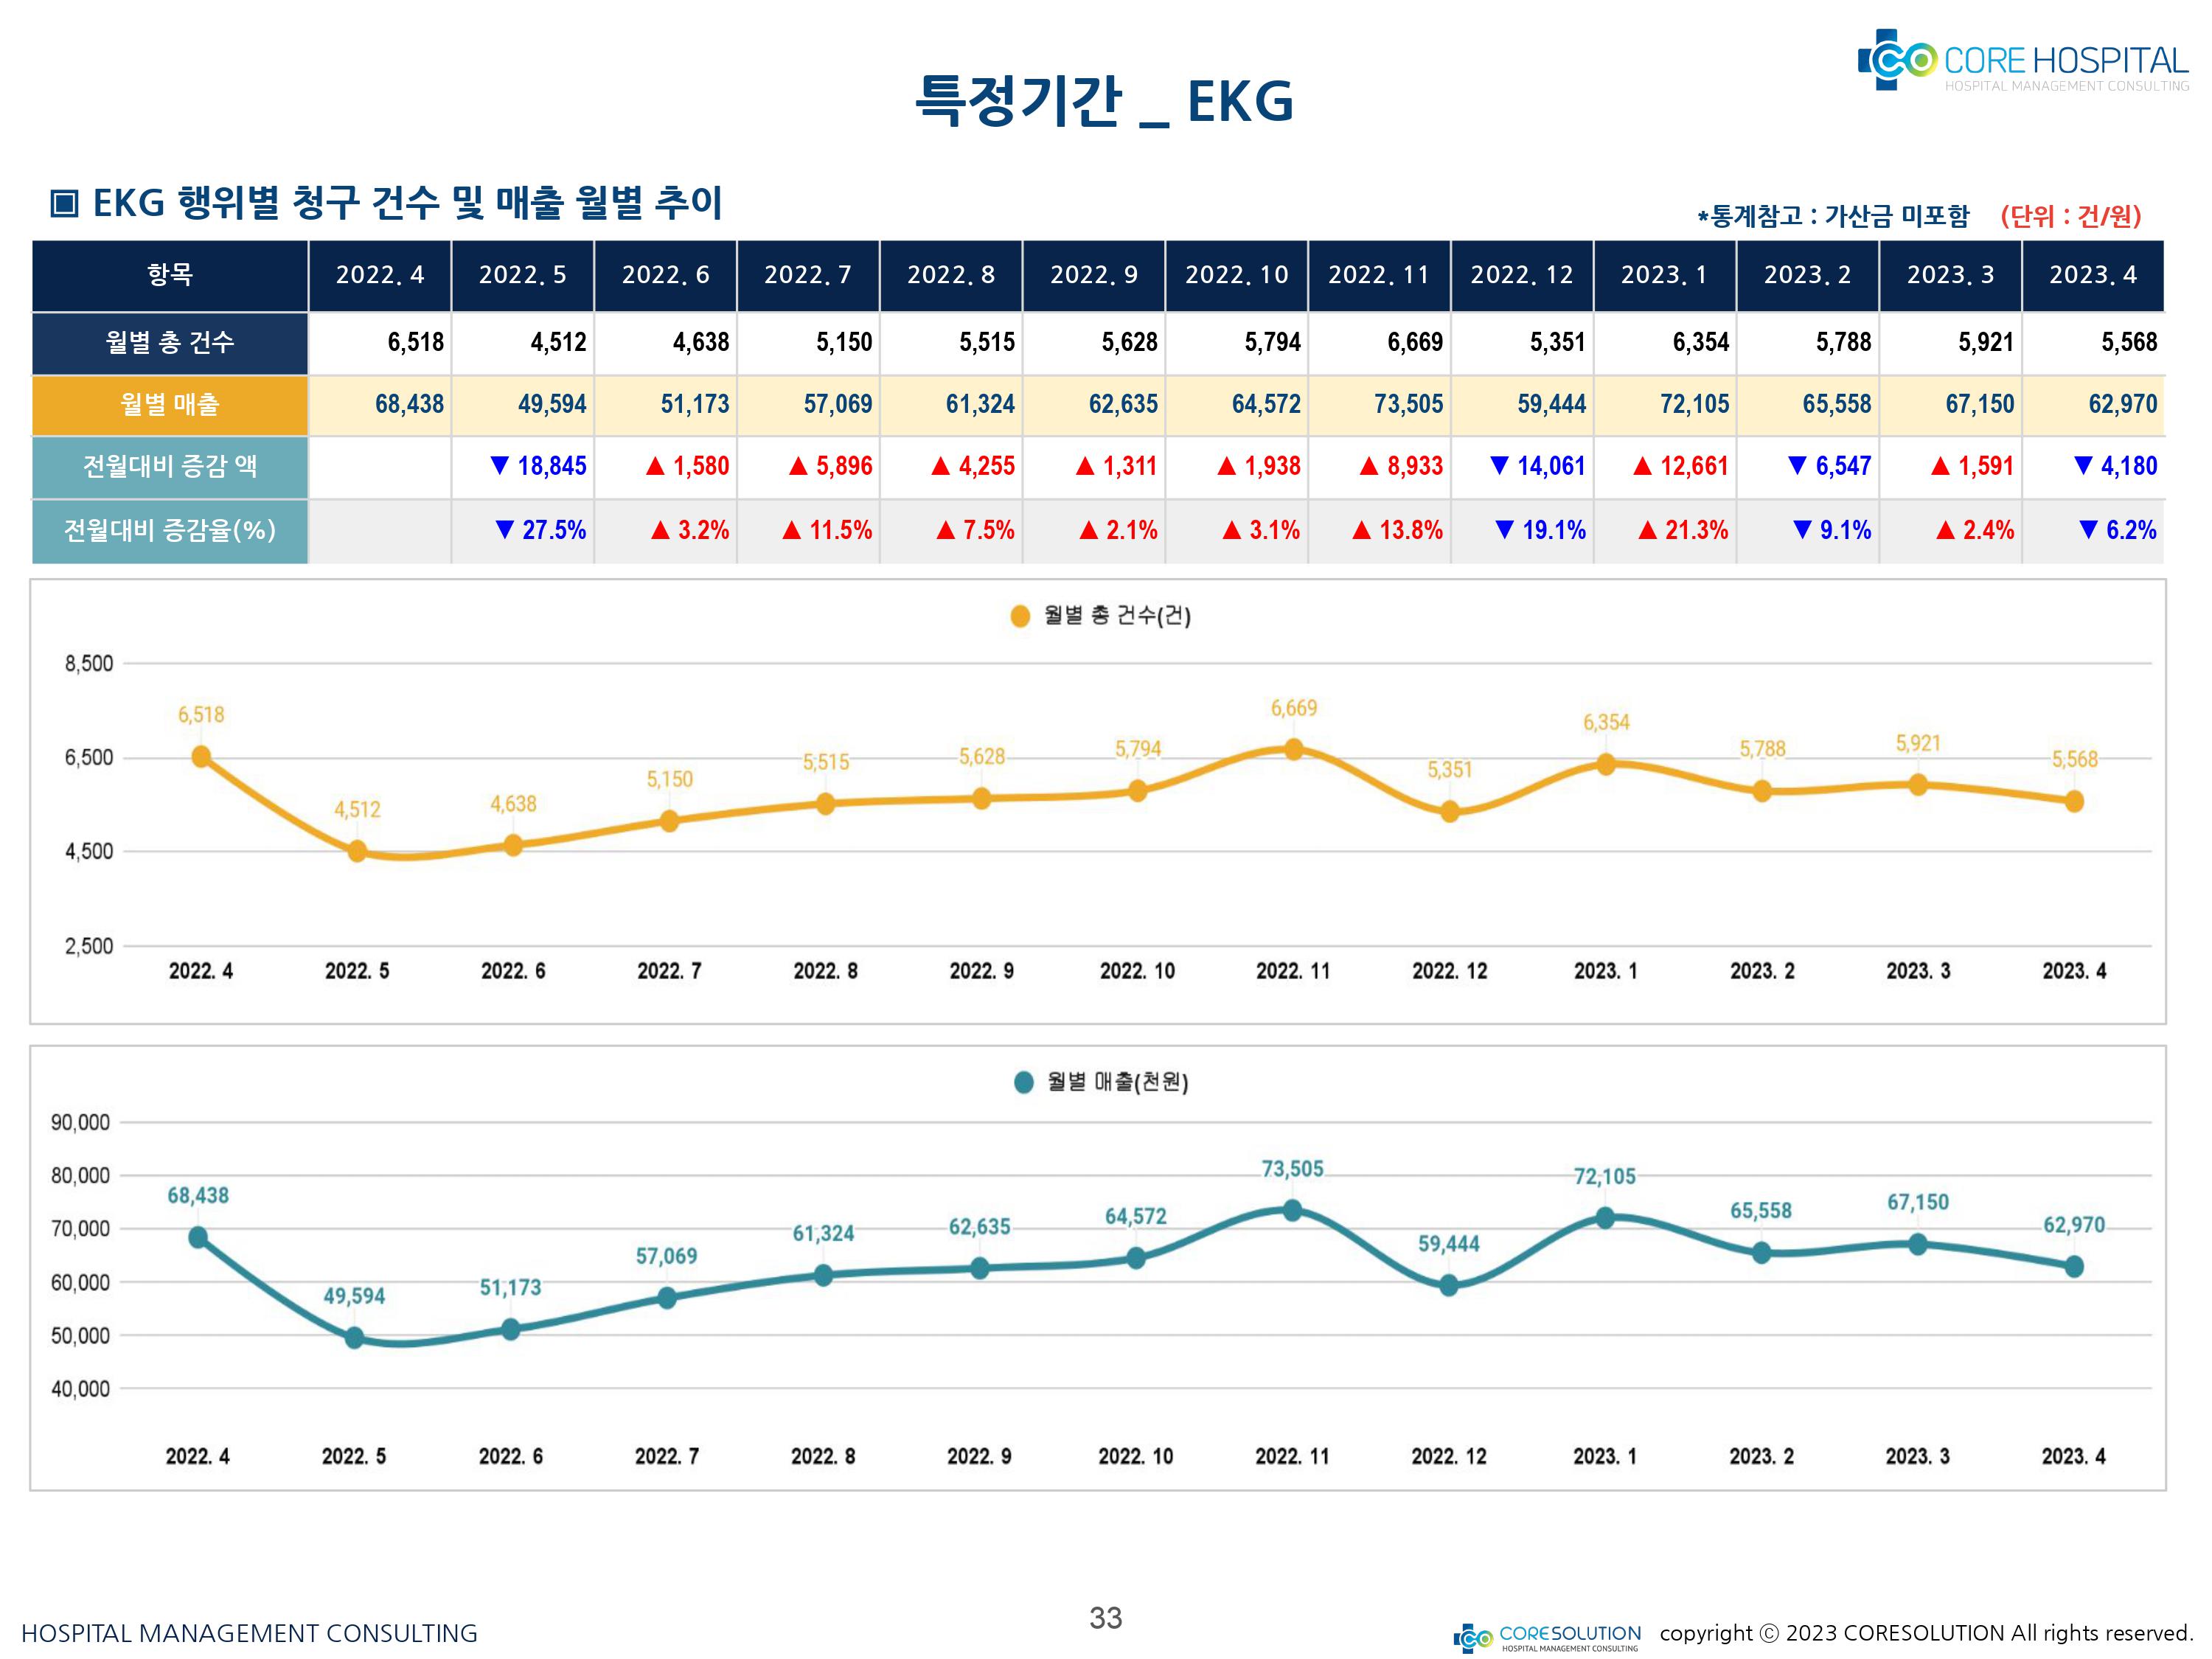 CORE HOSPITAL
HOSPITAL MANAGEMENT CONSULTING
특정기간 _ EKG
▣ EKG 행위별 청구 건수 및 매출 월별 추이
*통계참고 : 가산금 미포함 (단위 : 건/원)
항목 2022. 4 2022. 5 2022. 6 2022. 7 2022. 8 2022. 9 2022. 10 2022. 11 2022. 12 2023. 1 2023. 2 2023. 3 2023. 4
월별 총 건수 6,518 4,512 4,638 5,150 5,515 5,628 5,794 6,669 5,351 6,354 5,788 5,921 5,568
월별 매출 68,438 49,594 51,173 57,069 61,324 62,635 64,572 73,505 59,444 72,105 65,558 67,150 62,970
전월대비 증감 액 ▼ 18,845 ▲ 1,580 ▲ 5,896 ▲ 4,255 ▲ 1,311 ▲ 1,938 ▲ 8,933 ▼ 14,061 ▲ 12,661 ▼ 6,547 ▲ 1,591 ▼ 4,180
전월대비 증감율(%) ▼ 27.5% ▲ 3.2% ▲ 11.5% ▲ 7.5% ▲ 2.1% ▲ 3.1% ▲ 13.8% ▼ 19.1% ▲ 21.3% ▼ 9.1% ▲ 2.4% ▼ 6.2%
월별 총 건수(건)
8,500
6,500
4,500
2,500
6,518 4,512 4,638 5,150 5,515 5,628 5,794 6,669 5,351 6,354 5,788 5,921 5,568
2022. 4 2022. 5 2022. 6 2022. 7 2022. 8 2022. 9 2022. 10 2022. 11 2022. 12 2023. 1 2023. 2 2023. 3 2023. 4
월별 매출(천원)
90,000
80,000
70,000
60,000
50,000
40,000
68,438 49,594 51,173 57,069 61,324 62,635 64,572 73,505 59,444 72,105 65,558 67,150 62,970
2022. 4 2022. 5 2022. 6 2022. 7 2022. 8 2022. 9 2022. 10 2022. 11 2022. 12 2023. 1 2023. 2 2023. 3 2023. 4
HOSPITAL MANAGEMENT CONSULTING
33
CORESOLUTION
HOSPITAL MANAGEMENT CONSULTING
copyright ⓒ 2023 CORESOLUTION All rights reserved.